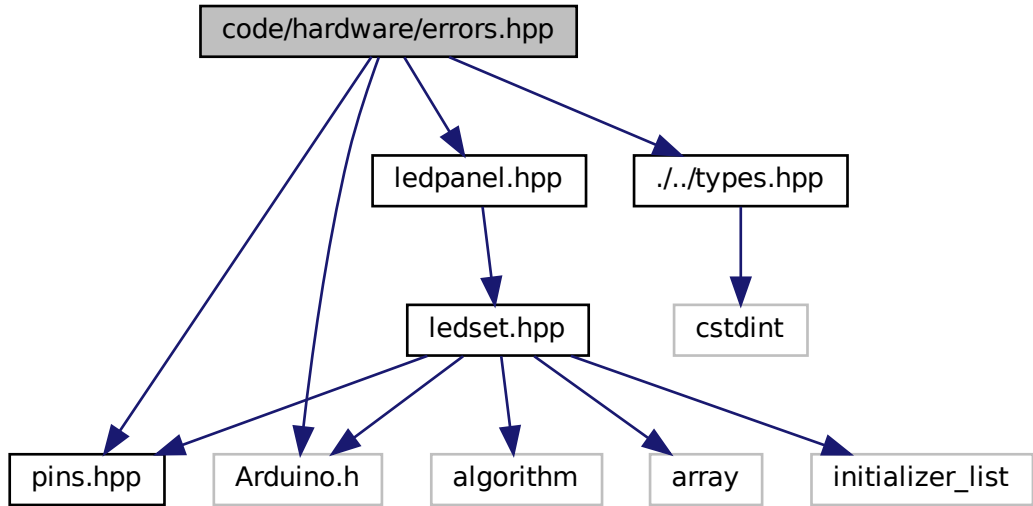 code/hardware/errors.hpp
ledpanel.hpp
./../types.hpp
ledset.hpp
cstdint
pins.hpp
Arduino.h
algorithm
array
initializer_list